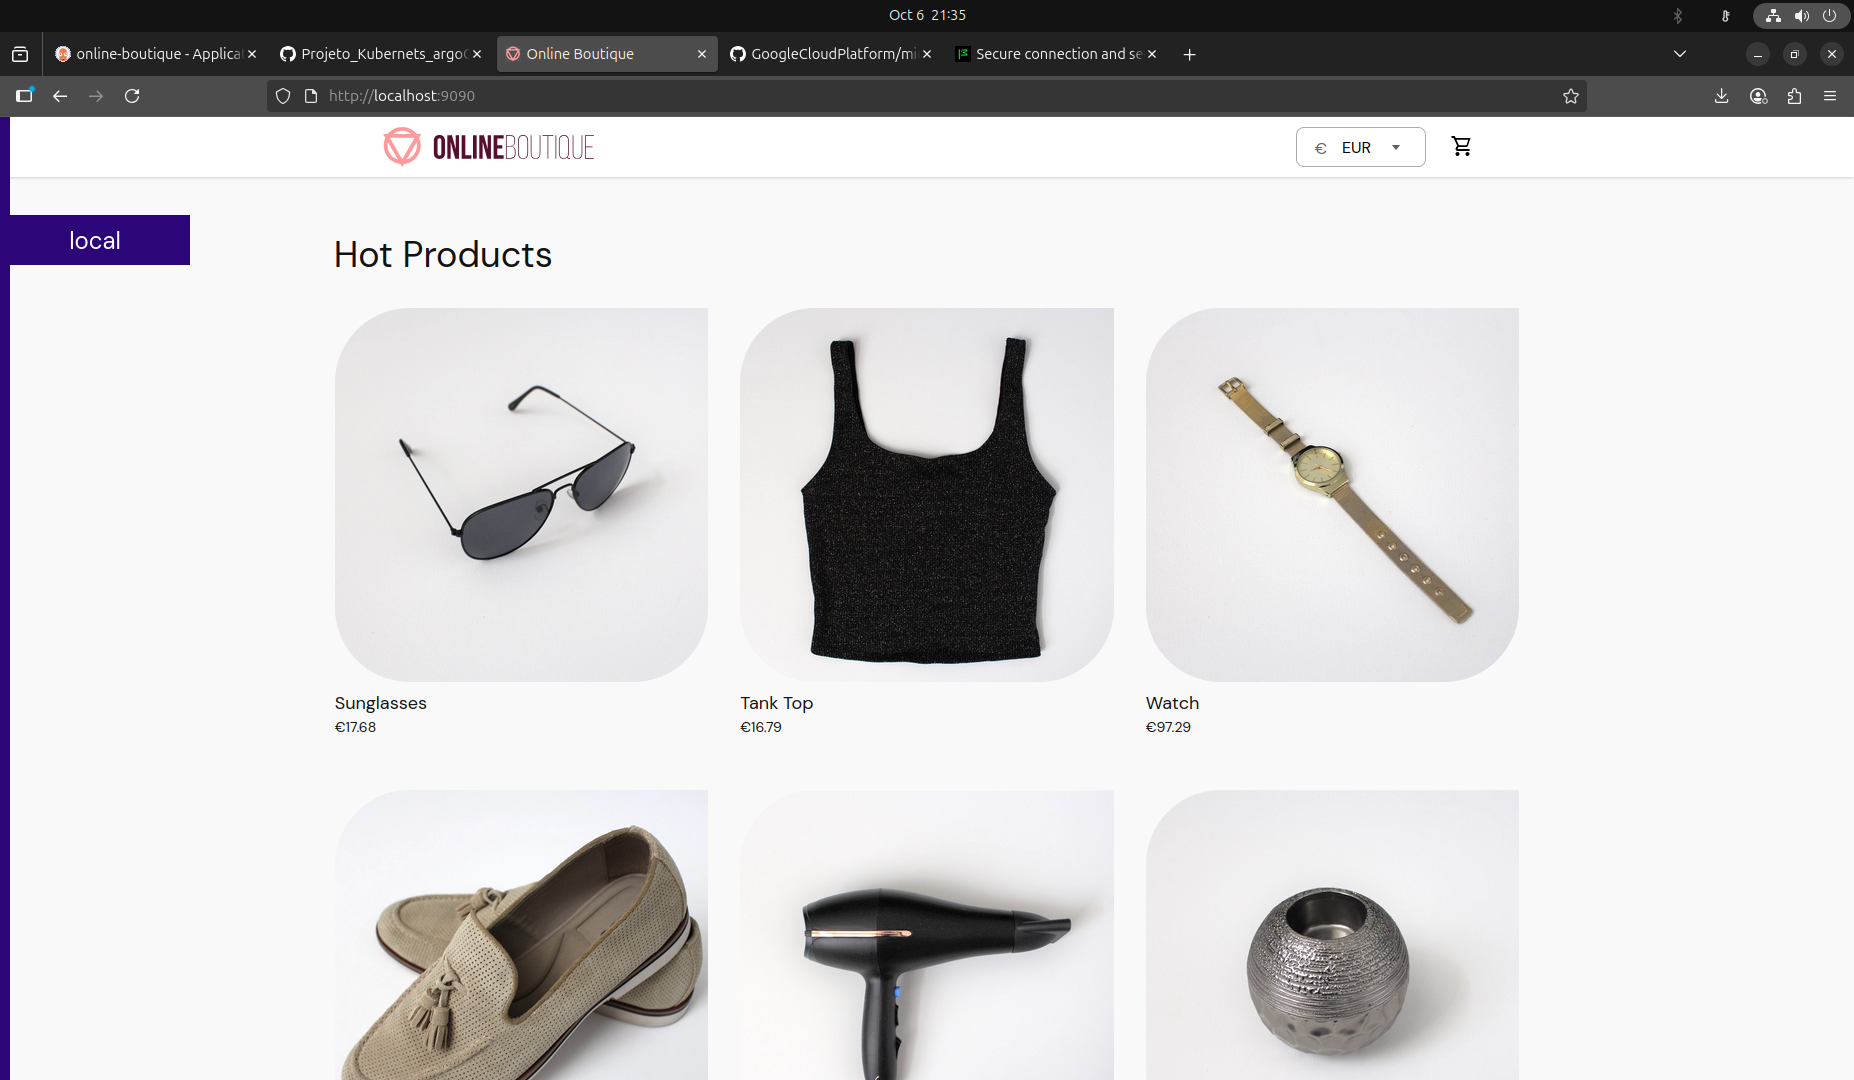 Oct 6 21:35
online-boutique - Applica
Projeto_Kubernets_argo
Online Boutique
GoogleCloudPlatform/mi
Secure connection and se
http://localhost:9090
ONLINEBOUTIQUE
€ EUR
local
Hot Products
Sunglasses
€17.68
Tank Top
€16.79
Watch
€97.29